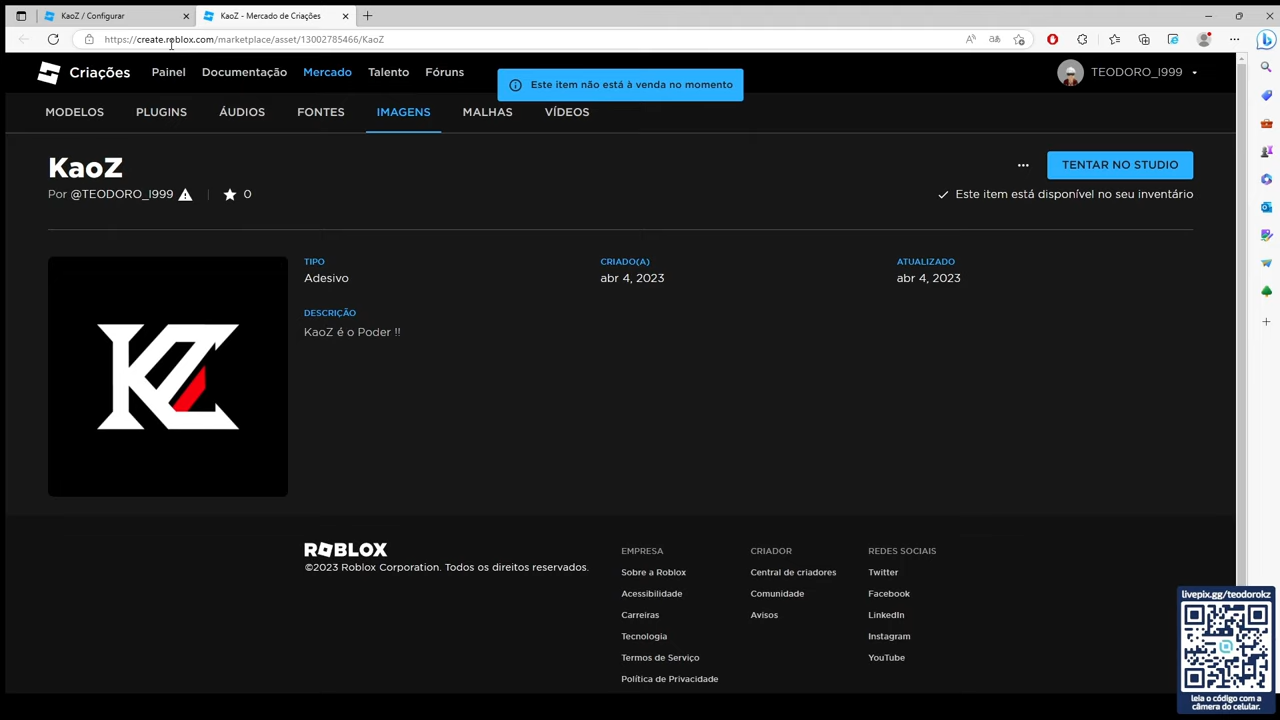 KaoZ / Configurar
KaoZ - Mercado de Criações
https://create.roblox.com/marketplace/asset/13002785466/KaoZ
Criações
Painel
Documentação
Mercado
Talento
Fóruns
Este item não está à venda no momento
TEODORO_I999
MODELOS
PLUGINS
ÁUDIOS
FONTES
IMAGENS
MALHAS
VÍDEOS
KaoZ
TENTAR NO STUDIO
Por @TEODORO_I999
0
Este item está disponível no seu inventário
TIPO
Adesivo
CRIADO(A)
abr 4, 2023
ATUALIZADO
abr 4, 2023
DESCRIÇÃO
KaoZ é o Poder !!
KZ
ROBLOX
©2023 Roblox Corporation. Todos os direitos reservados.
EMPRESA
Sobre a Roblox
Acessibilidade
Carreiras
Tecnologia
Termos de Serviço
Política de Privacidade
CRIADOR
Central de criadores
Comunidade
Avisos
REDES SOCIAIS
Twitter
Facebook
LinkedIn
Instagram
YouTube
livepix.gg/teodorokz
leia o código com a
câmera do celular.